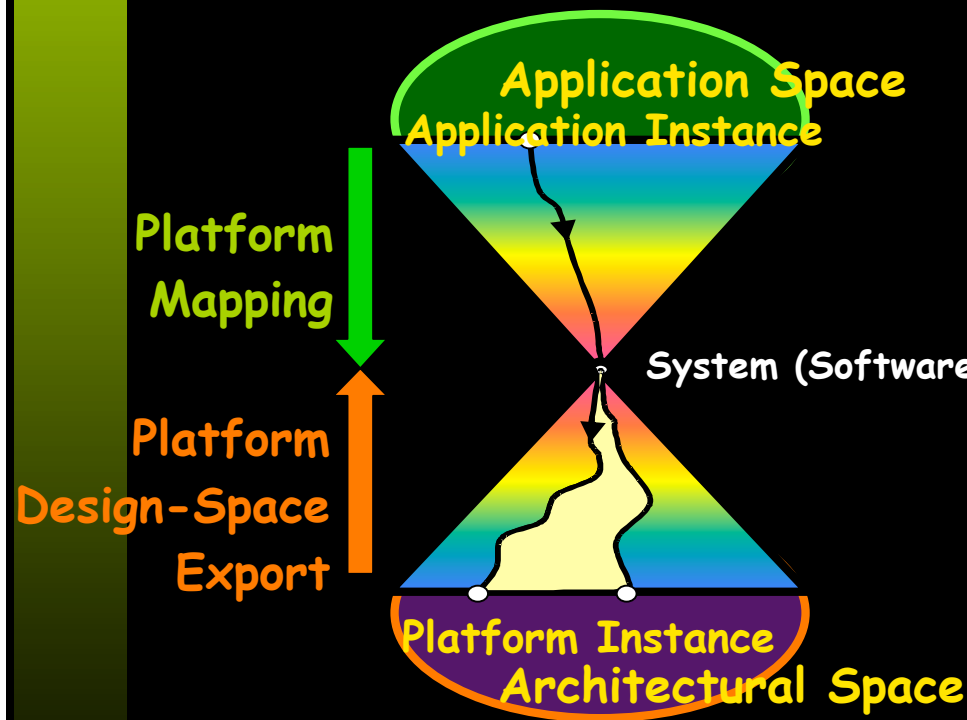 Application Space
Application Instance
Platform
Mapping
System (Software
Platform
Design-Space
Export
Platform Instance
Architectural Space